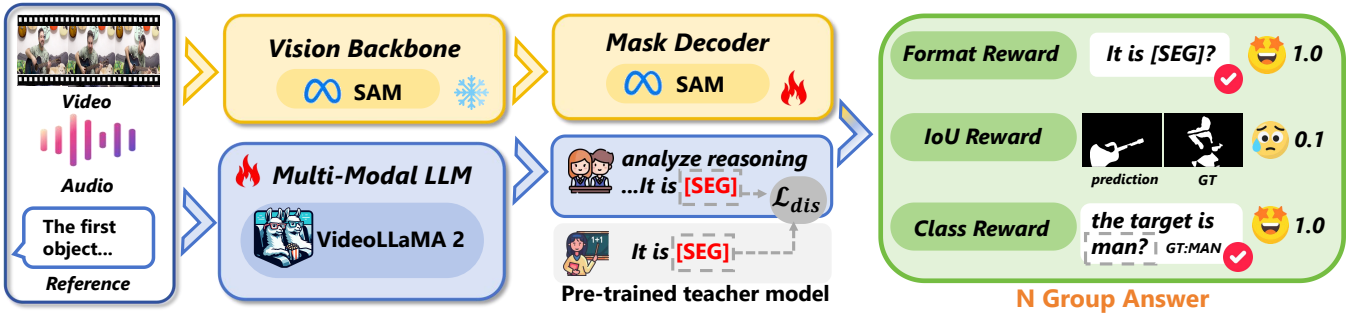 Video
Audio
The first
object...
Reference
Vision Backbone
SAM
Multi-Modal LLM
VideoLLaMA 2
Mask Decoder
SAM
analyze reasoning
...It is [SEG]
ℒdis
1+1
It is [SEG]
Pre-trained teacher model
Format Reward
It is [SEG]?
1.0
IoU Reward
prediction
GT
0.1
Class Reward
the target is
man? GT:MAN
1.0
N Group Answer